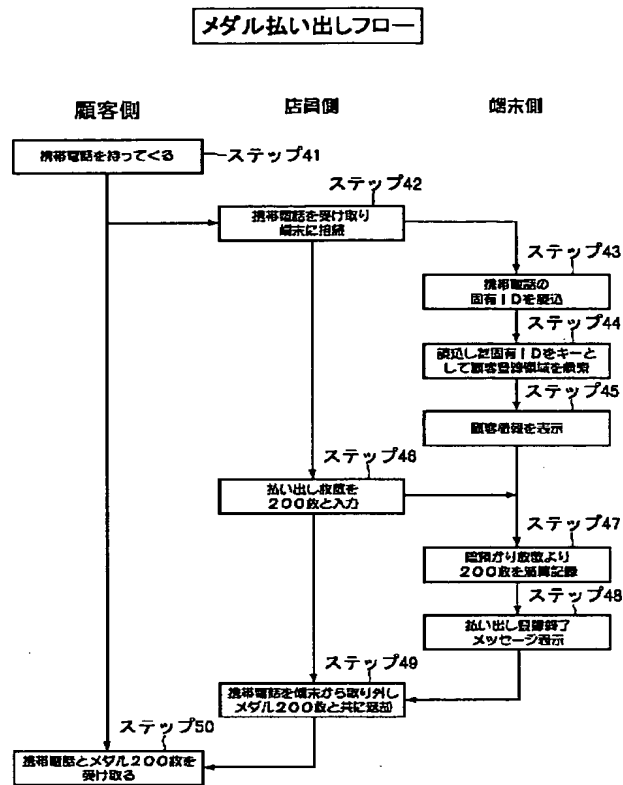 メダル払い出しフロー
顧客側
店員側
端末側
携帯電話を持ってくる
ステップ41
ステップ42
携帯電話を受け取り
端末に接続
ステップ43
携帯電話の
固有IDを読込
ステップ44
読込した固有IDをキーと
して顧客登録領域を検索
ステップ45
顧客情報を表示
ステップ46
払い出し枚数を
200枚と入力
ステップ47
総預かり枚数より
200枚を減算記録
ステップ48
払い出し登録終了
メッセージ表示
ステップ49
携帯電話を端末から取り外し
メダル200枚と共に返却
ステップ50
携帯電話とメダル200枚を
受け取る